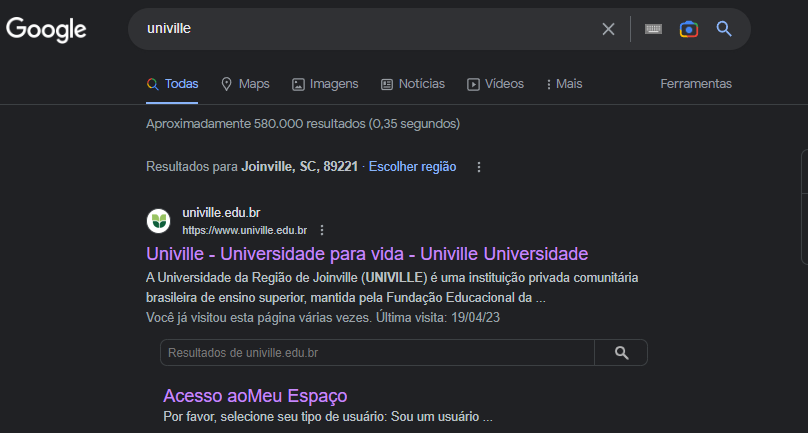 Google
univille
Todas
Maps
Imagens
Notícias
Vídeos
Mais
Ferramentas
Aproximadamente 580.000 resultados (0,35 segundos)
Resultados para Joinville, SC, 89221 · Escolher região
univille.edu.br
https://www.univille.edu.br
Univille - Universidade para vida - Univille Universidade
A Universidade da Região de Joinville (UNIVILLE) é uma instituição privada comunitária
brasileira de ensino superior, mantida pela Fundação Educacional da ...
Você já visitou esta página várias vezes. Última visita: 19/04/23
Resultados de univille.edu.br
Acesso aoMeu Espaço
Por favor, selecione seu tipo de usuário: Sou um usuário ...